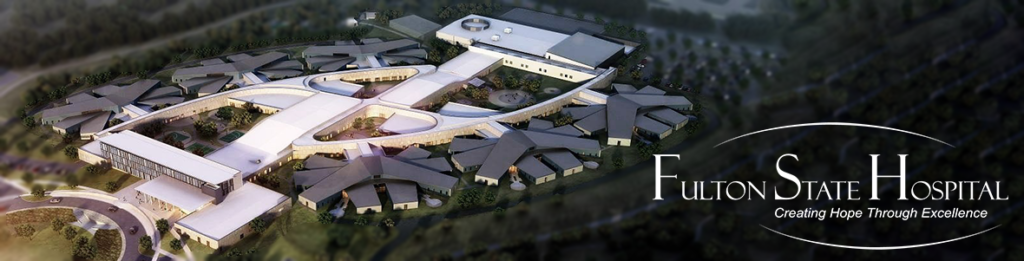 Fulton State Hospital
Creating Hope Through Excellence